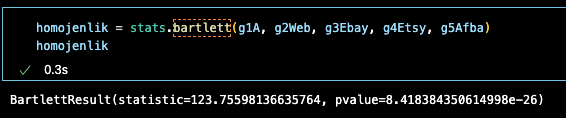 homojenlik = stats.bartlett(g1A, g2Web, g3Ebay, g4Etsy, g5Afba)
homojenlik
✓ 0.3s
BartlettResult(statistic=123.75598136635764, pvalue=8.418384350614998e-26)